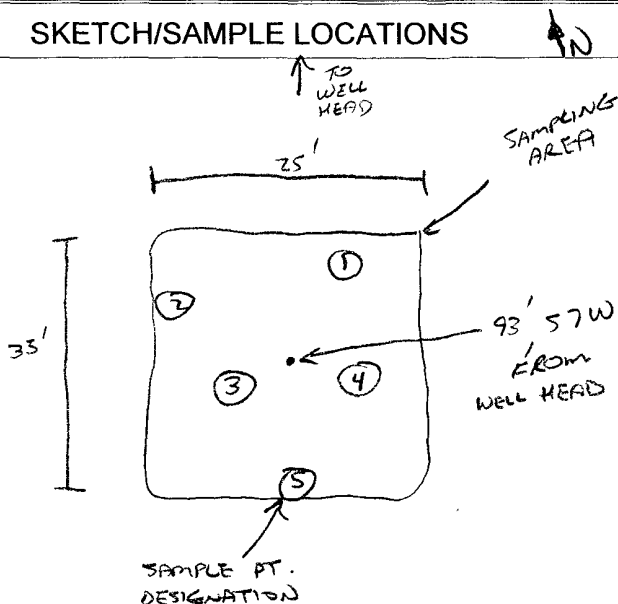 SKETCH/SAMPLE LOCATIONS
N
TO
WELL
HEAD
SAMPLING
AREA
25'
1
2
33'
93' S7W
FROM
WELL HEAD
3
4
5
SAMPLE PT.
DESIGNATION